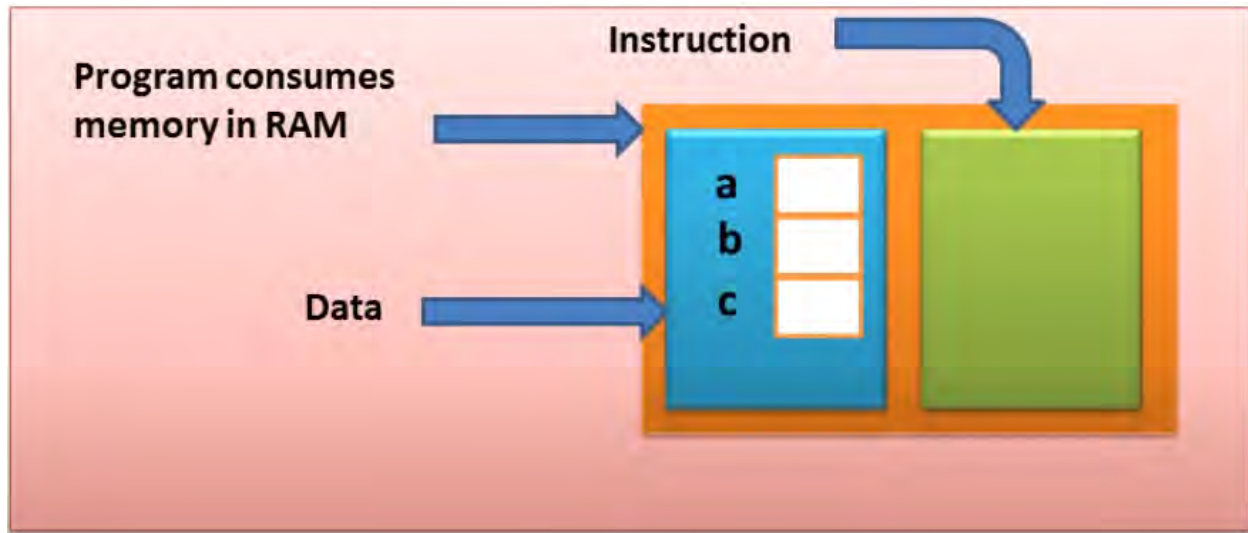 Instruction
Program consumes
memory in RAM
a
b
c
Data